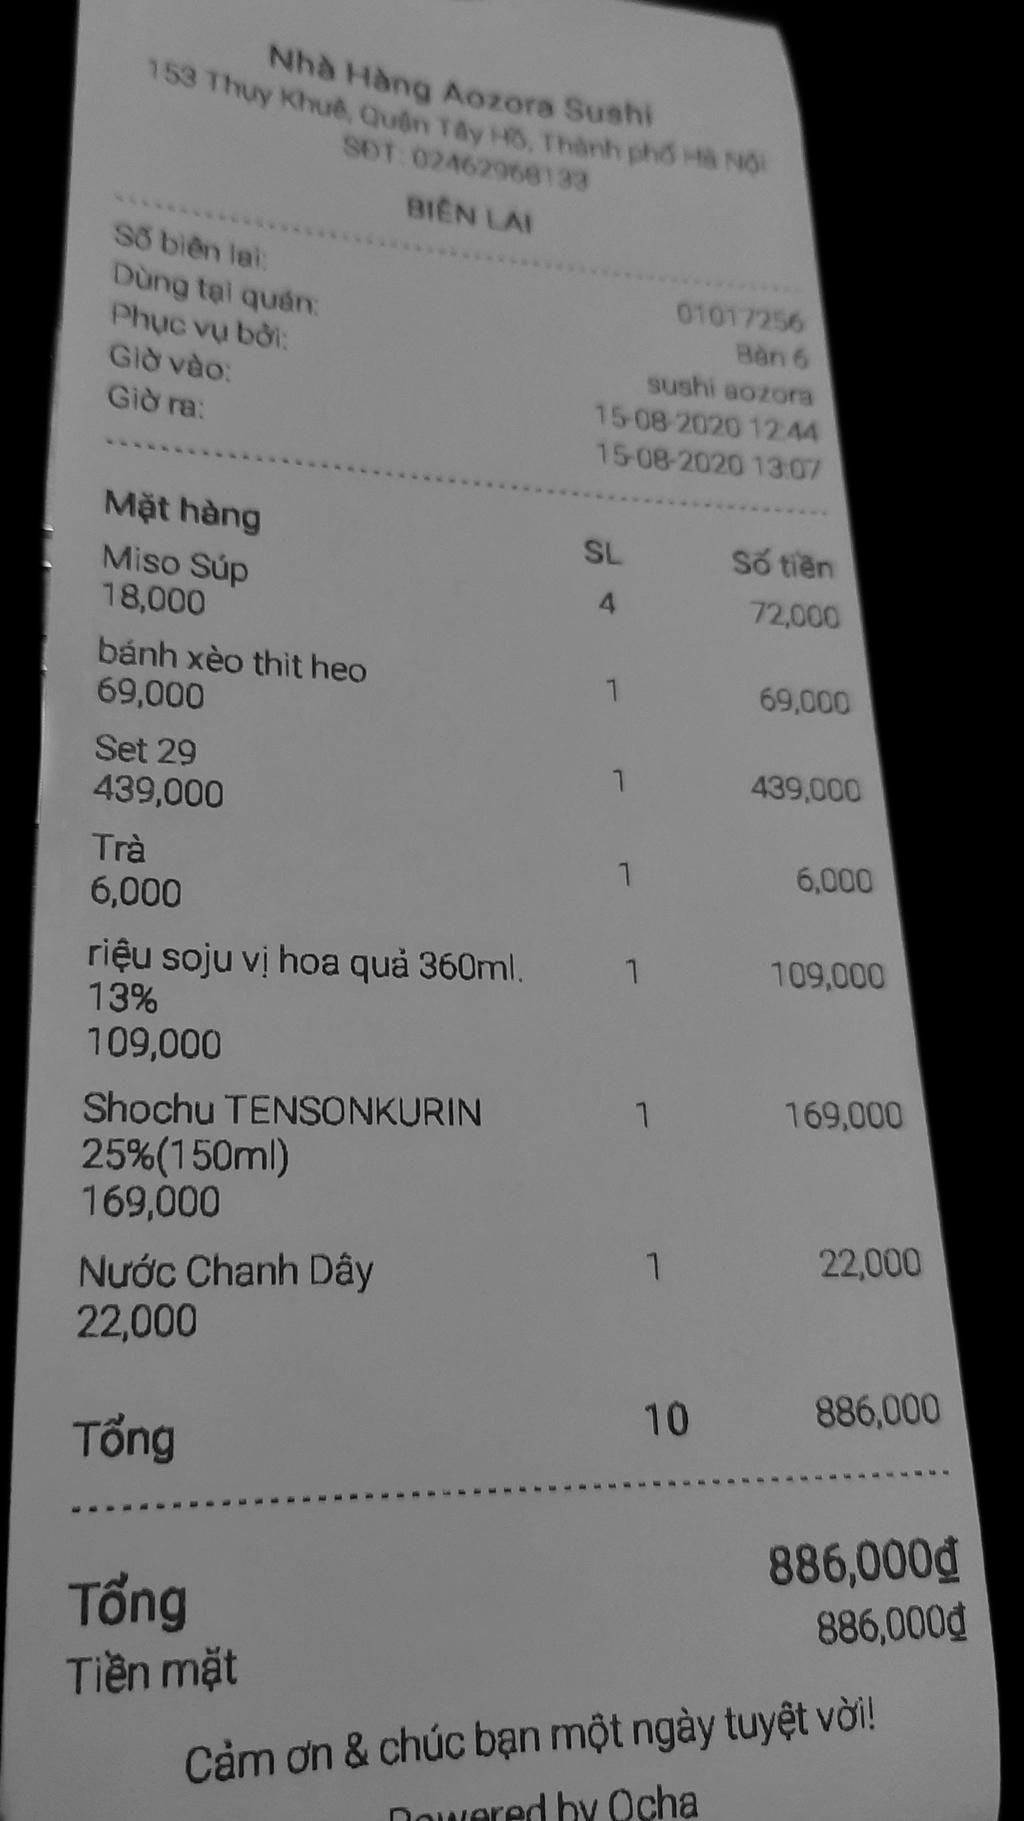 Nhà Hàng Aozora Sushi
153 Thụy Khuê, Quận Tây Hồ, Thành phố Hà Nội
SĐT: 02462968133
BIÊN LAI
Số biên lai: 01017256
Dùng tại quán: Bàn 6
Phục vụ bởi: sushi aozora
Giờ vào: 15-08-2020 12:44
Giờ ra: 15-08-2020 13:07
Mặt hàng SL Số tiền
Miso Súp 4 72,000
18,000
bánh xèo thit heo 1 69,000
69,000
Set 29 1 439,000
439,000
Trà 1 6,000
6,000
riệu soju vị hoa quả 360ml. 1 109,000
13%
109,000
Shochu TENSONKURIN 1 169,000
25%(150ml)
169,000
Nước Chanh Dây 1 22,000
22,000
Tổng 10 886,000
Tổng 886,000₫
Tiền mặt 886,000₫
Cảm ơn & chúc bạn một ngày tuyệt vời!
Powered by Ocha